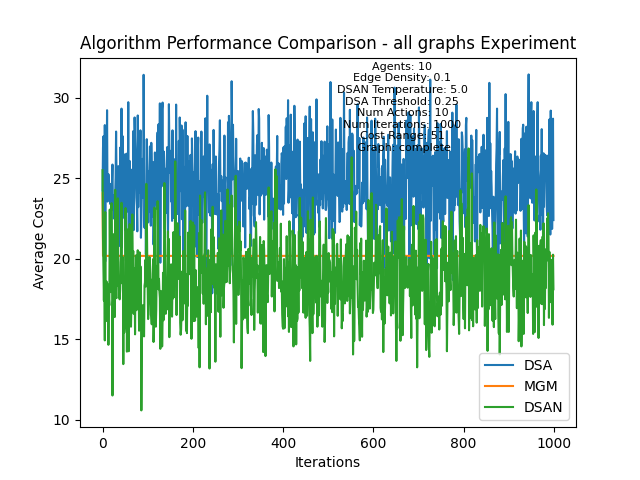 Algorithm Performance Comparison - all graphs Experiment
Agents: 10
Edge Density: 0.1
DSAN Temperature: 5.0
DSA Threshold: 0.25
Num Actions: 10
Num Iterations: 1000
Cost Range: 51
Graph: complete
30
25
20
15
10
Average Cost
DSA
MGM
DSAN
0
200
400
600
800
1000
Iterations